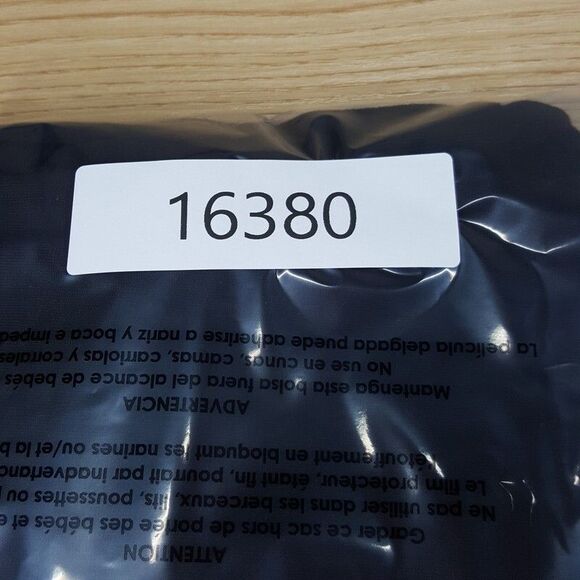 16380
ATTENTION
Garder ce sac hors de portée des bébés et e
Ne pas utiliser dans les berceaux, lits, poussettes ou p
Le film protecteur, étant fin, pourrait par inadvertanc
l'étouffement en bloquant les narines ou/et la b
ADVERTENCIA
Mantenga esta bolsa fuera del alcance de bebés
No use en cunas, camas, carriolas y corrales
La película delgada puede adherirse a nariz y boca e imped